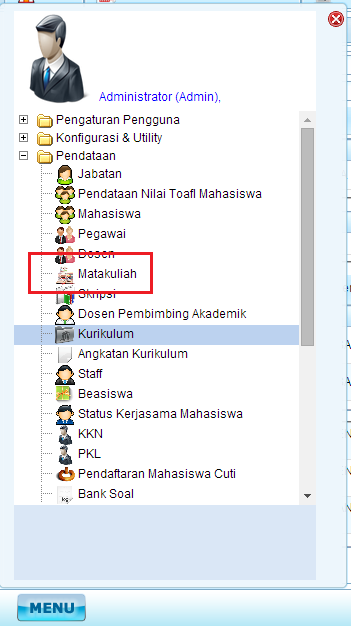 Administrator (Admin),
Pengaturan Pengguna
Konfigurasi & Utility
Pendataan
Jabatan
Pendataan Nilai Toafl Mahasiswa
Mahasiswa
Pegawai
Dosen
Matakuliah
Skripsi
Dosen Pembimbing Akademik
Kurikulum
Angkatan Kurikulum
Staff
Beasiswa
Status Kerjasama Mahasiswa
KKN
PKL
Pendaftaran Mahasiswa Cuti
Bank Soal
MENU